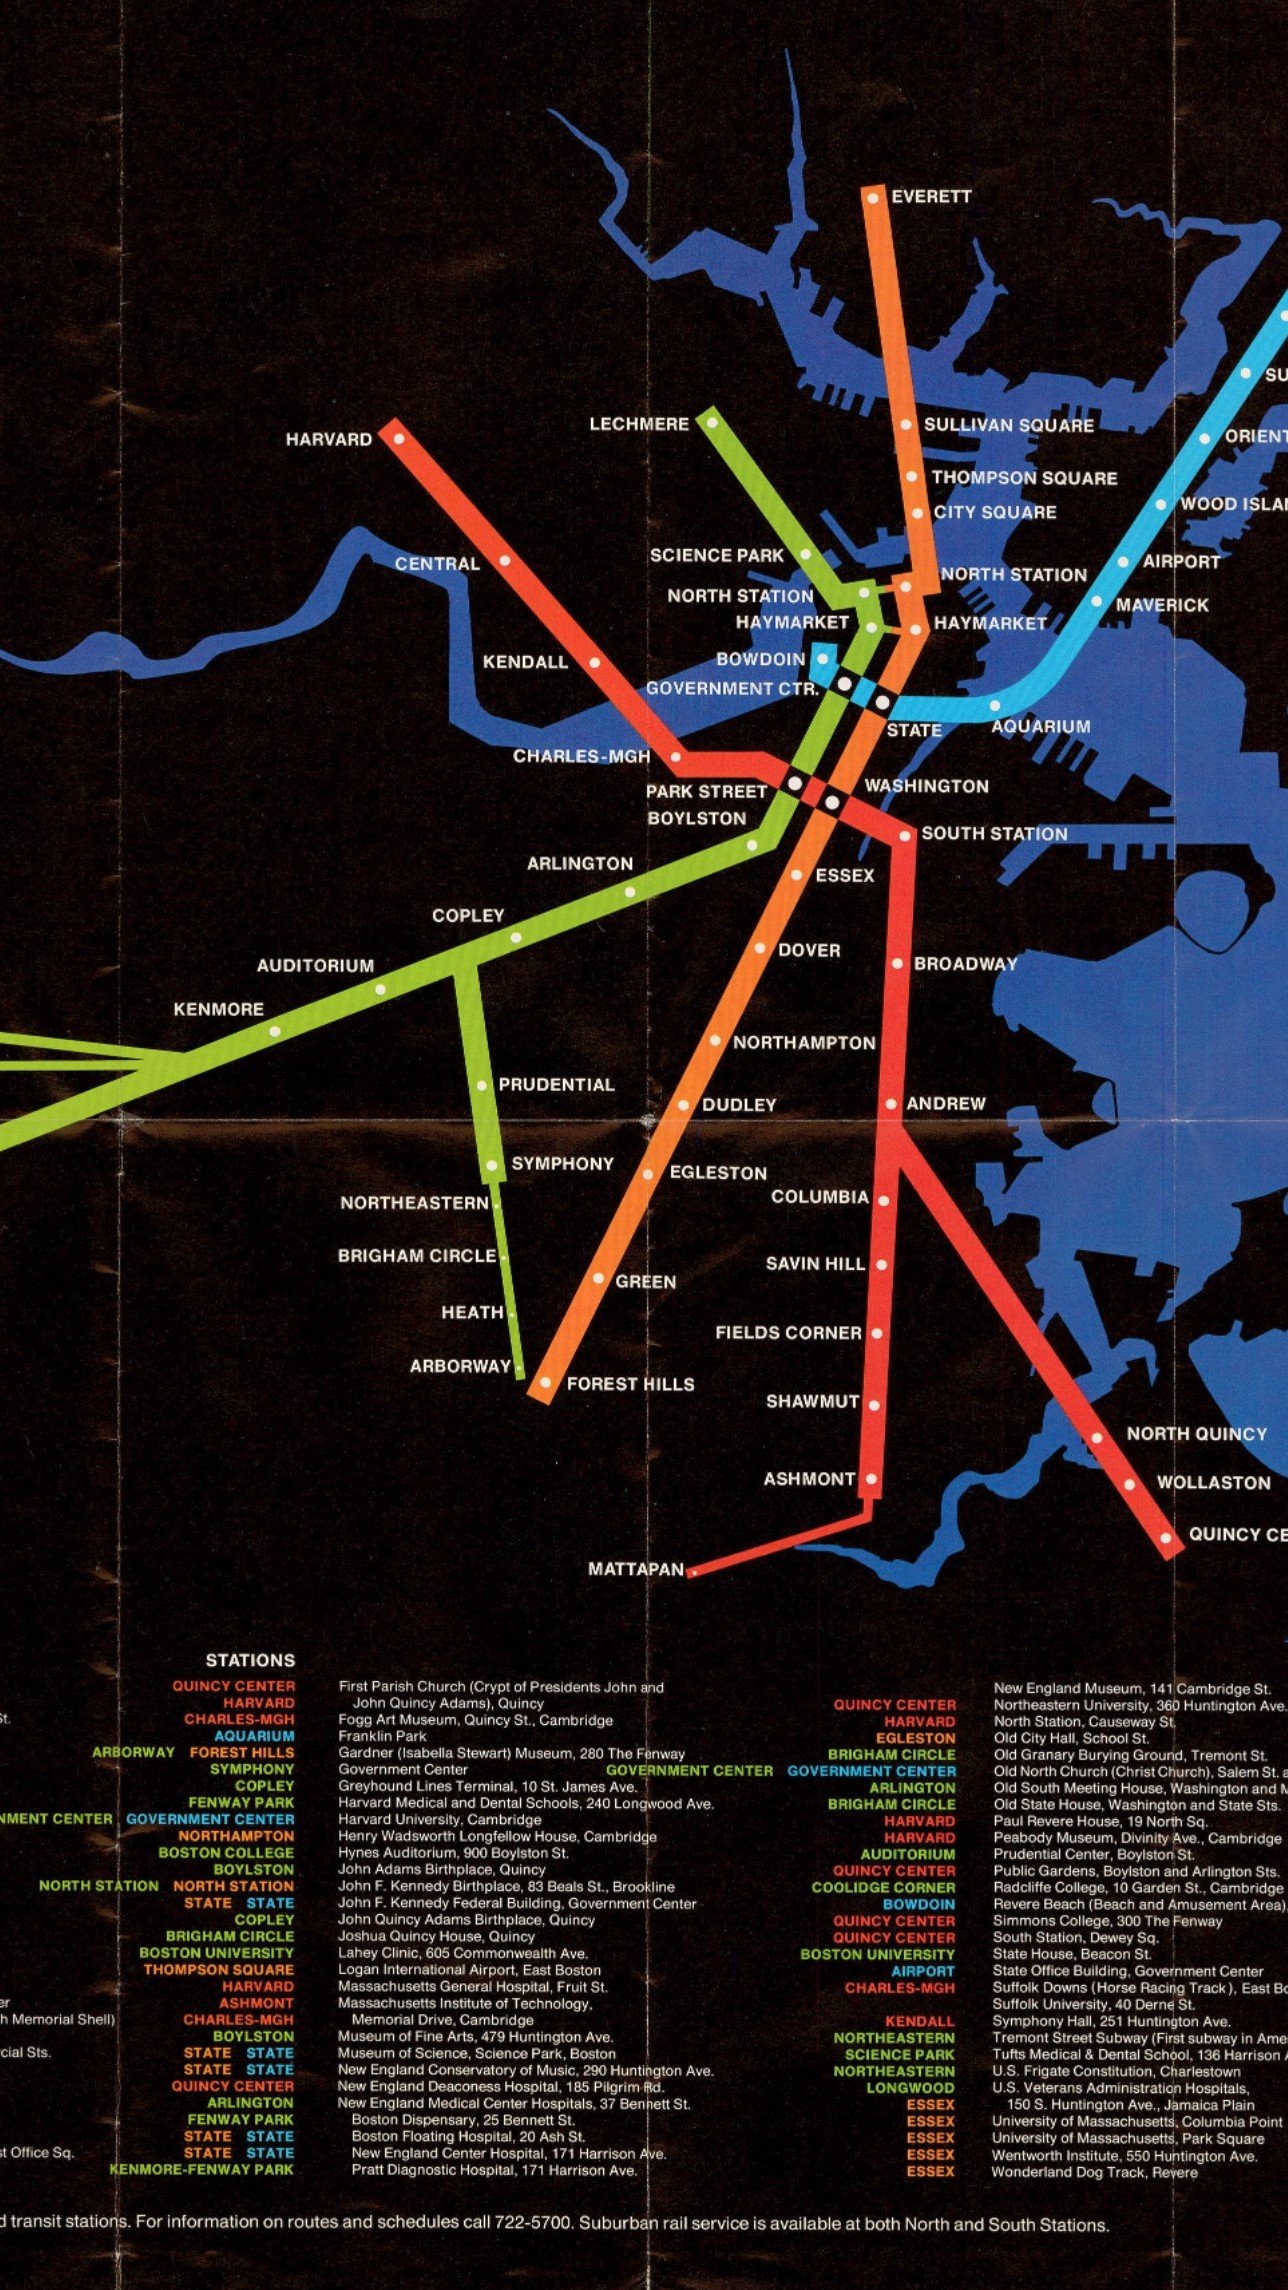 EVERETT
SU
LECHMERE
SULLIVAN SQUARE
ORIENT
HARVARD
THOMPSON SQUARE
WOOD ISLAN
CITY SQUARE
SCIENCE PARK
CENTRAL
AIRPORT
NORTH STATION
NORTH STATION
MAVERICK
HAYMARKET
HAYMARKET
BOWDOIN
KENDALL
GOVERNMENT CTR.
AQUARIUM
STATE
CHARLES-MGH
WASHINGTON
PARK STREET
BOYLSTON
SOUTH STATION
ARLINGTON
ESSEX
COPLEY
DOVER
AUDITORIUM
BROADWAY
KENMORE
NORTHAMPTON
PRUDENTIAL
DUDLEY
ANDREW
SYMPHONY
EGLESTON
COLUMBIA
NORTHEASTERN
BRIGHAM CIRCLE
SAVIN HILL
GREEN
HEATH
FIELDS CORNER
ARBORWAY
FOREST HILLS
SHAWMUT
NORTH QUINCY
ASHMONT
WOLLASTON
QUINCY CE
MATTAPAN
St.
er
h Memorial Shell)
cial Sts.
st Office Sq.
STATIONS
QUINCY CENTER
HARVARD
CHARLES-MGH
AQUARIUM
ARBORWAY FOREST HILLS
SYMPHONY
COPLEY
FENWAY PARK
NMENT CENTER GOVERNMENT CENTER
NORTHAMPTON
BOSTON COLLEGE
BOYLSTON
NORTH STATION NORTH STATION
STATE STATE
COPLEY
BRIGHAM CIRCLE
BOSTON UNIVERSITY
THOMPSON SQUARE
HARVARD
ASHMONT
CHARLES-MGH
BOYLSTON
STATE STATE
STATE STATE
QUINCY CENTER
ARLINGTON
FENWAY PARK
STATE STATE
STATE STATE
KENMORE-FENWAY PARK
First Parish Church (Crypt of Presidents John and
John Quincy Adams), Quincy
Fogg Art Museum, Quincy St., Cambridge
Franklin Park
Gardner (Isabella Stewart) Museum, 280 The Fenway
Government Center
Greyhound Lines Terminal, 10 St. James Ave.
Harvard Medical and Dental Schools, 240 Longwood Ave.
Harvard University, Cambridge
Henry Wadsworth Longfellow House, Cambridge
Hynes Auditorium, 900 Boylston St.
John Adams Birthplace, Quincy
John F. Kennedy Birthplace, 83 Beals St., Brookline
John F. Kennedy Federal Building, Government Center
John Quincy Adams Birthplace, Quincy
Joshua Quincy House, Quincy
Lahey Clinic, 605 Commonwealth Ave.
Logan International Airport, East Boston
Massachusetts General Hospital, Fruit St.
Massachusetts Institute of Technology,
Memorial Drive, Cambridge
Museum of Fine Arts, 479 Huntington Ave.
Museum of Science, Science Park, Boston
New England Conservatory of Music, 290 Huntington Ave.
New England Deaconess Hospital, 185 Pilgrim Rd.
New England Medical Center Hospitals, 37 Bennett St.
Boston Dispensary, 25 Bennett St.
Boston Floating Hospital, 20 Ash St.
New England Center Hospital, 171 Harrison Ave.
Pratt Diagnostic Hospital, 171 Harrison Ave.
QUINCY CENTER
HARVARD
EGLESTON
BRIGHAM CIRCLE
GOVERNMENT CENTER GOVERNMENT CENTER
ARLINGTON
BRIGHAM CIRCLE
HARVARD
HARVARD
AUDITORIUM
QUINCY CENTER
COOLIDGE CORNER
BOWDOIN
QUINCY CENTER
QUINCY CENTER
BOSTON UNIVERSITY
AIRPORT
CHARLES-MGH
KENDALL
NORTHEASTERN
SCIENCE PARK
NORTHEASTERN
LONGWOOD
ESSEX
ESSEX
ESSEX
ESSEX
ESSEX
New England Museum, 141 Cambridge St.
Northeastern University, 360 Huntington Ave.
North Station, Causeway St.
Old City Hall, School St.
Old Granary Burying Ground, Tremont St.
Old North Church (Christ Church), Salem St. a
Old South Meeting House, Washington and M
Old State House, Washington and State Sts.
Paul Revere House, 19 North Sq.
Peabody Museum, Divinity Ave., Cambridge
Prudential Center, Boylston St.
Public Gardens, Boylston and Arlington Sts.
Radcliffe College, 10 Garden St., Cambridge
Revere Beach (Beach and Amusement Area),
Simmons College, 300 The Fenway
South Station, Dewey Sq.
State House, Beacon St.
State Office Building, Government Center
Suffolk Downs (Horse Racing Track), East Bo
Suffolk University, 40 Derne St.
Symphony Hall, 251 Huntington Ave.
Tremont Street Subway (First subway in Ame
Tufts Medical & Dental School, 136 Harrison A
U.S. Frigate Constitution, Charlestown
U.S. Veterans Administration Hospitals,
150 S. Huntington Ave., Jamaica Plain
University of Massachusetts, Columbia Point
University of Massachusetts, Park Square
Wentworth Institute, 550 Huntington Ave.
Wonderland Dog Track, Revere
d transit stations. For information on routes and schedules call 722-5700. Suburban rail service is available at both North and South Stations.